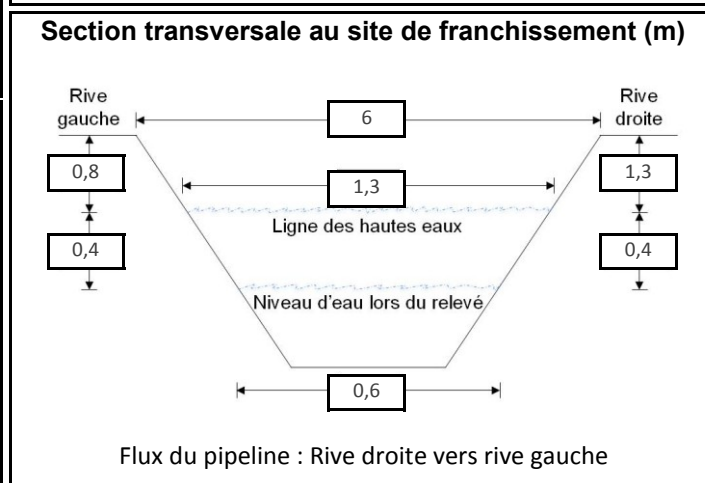 Section transversale au site de franchissement (m)
Rive gauche
6
Rive droite
0,8
1,3
1,3
Ligne des hautes eaux
0,4
0,4
Niveau d'eau lors du relevé
0,6
Flux du pipeline : Rive droite vers rive gauche